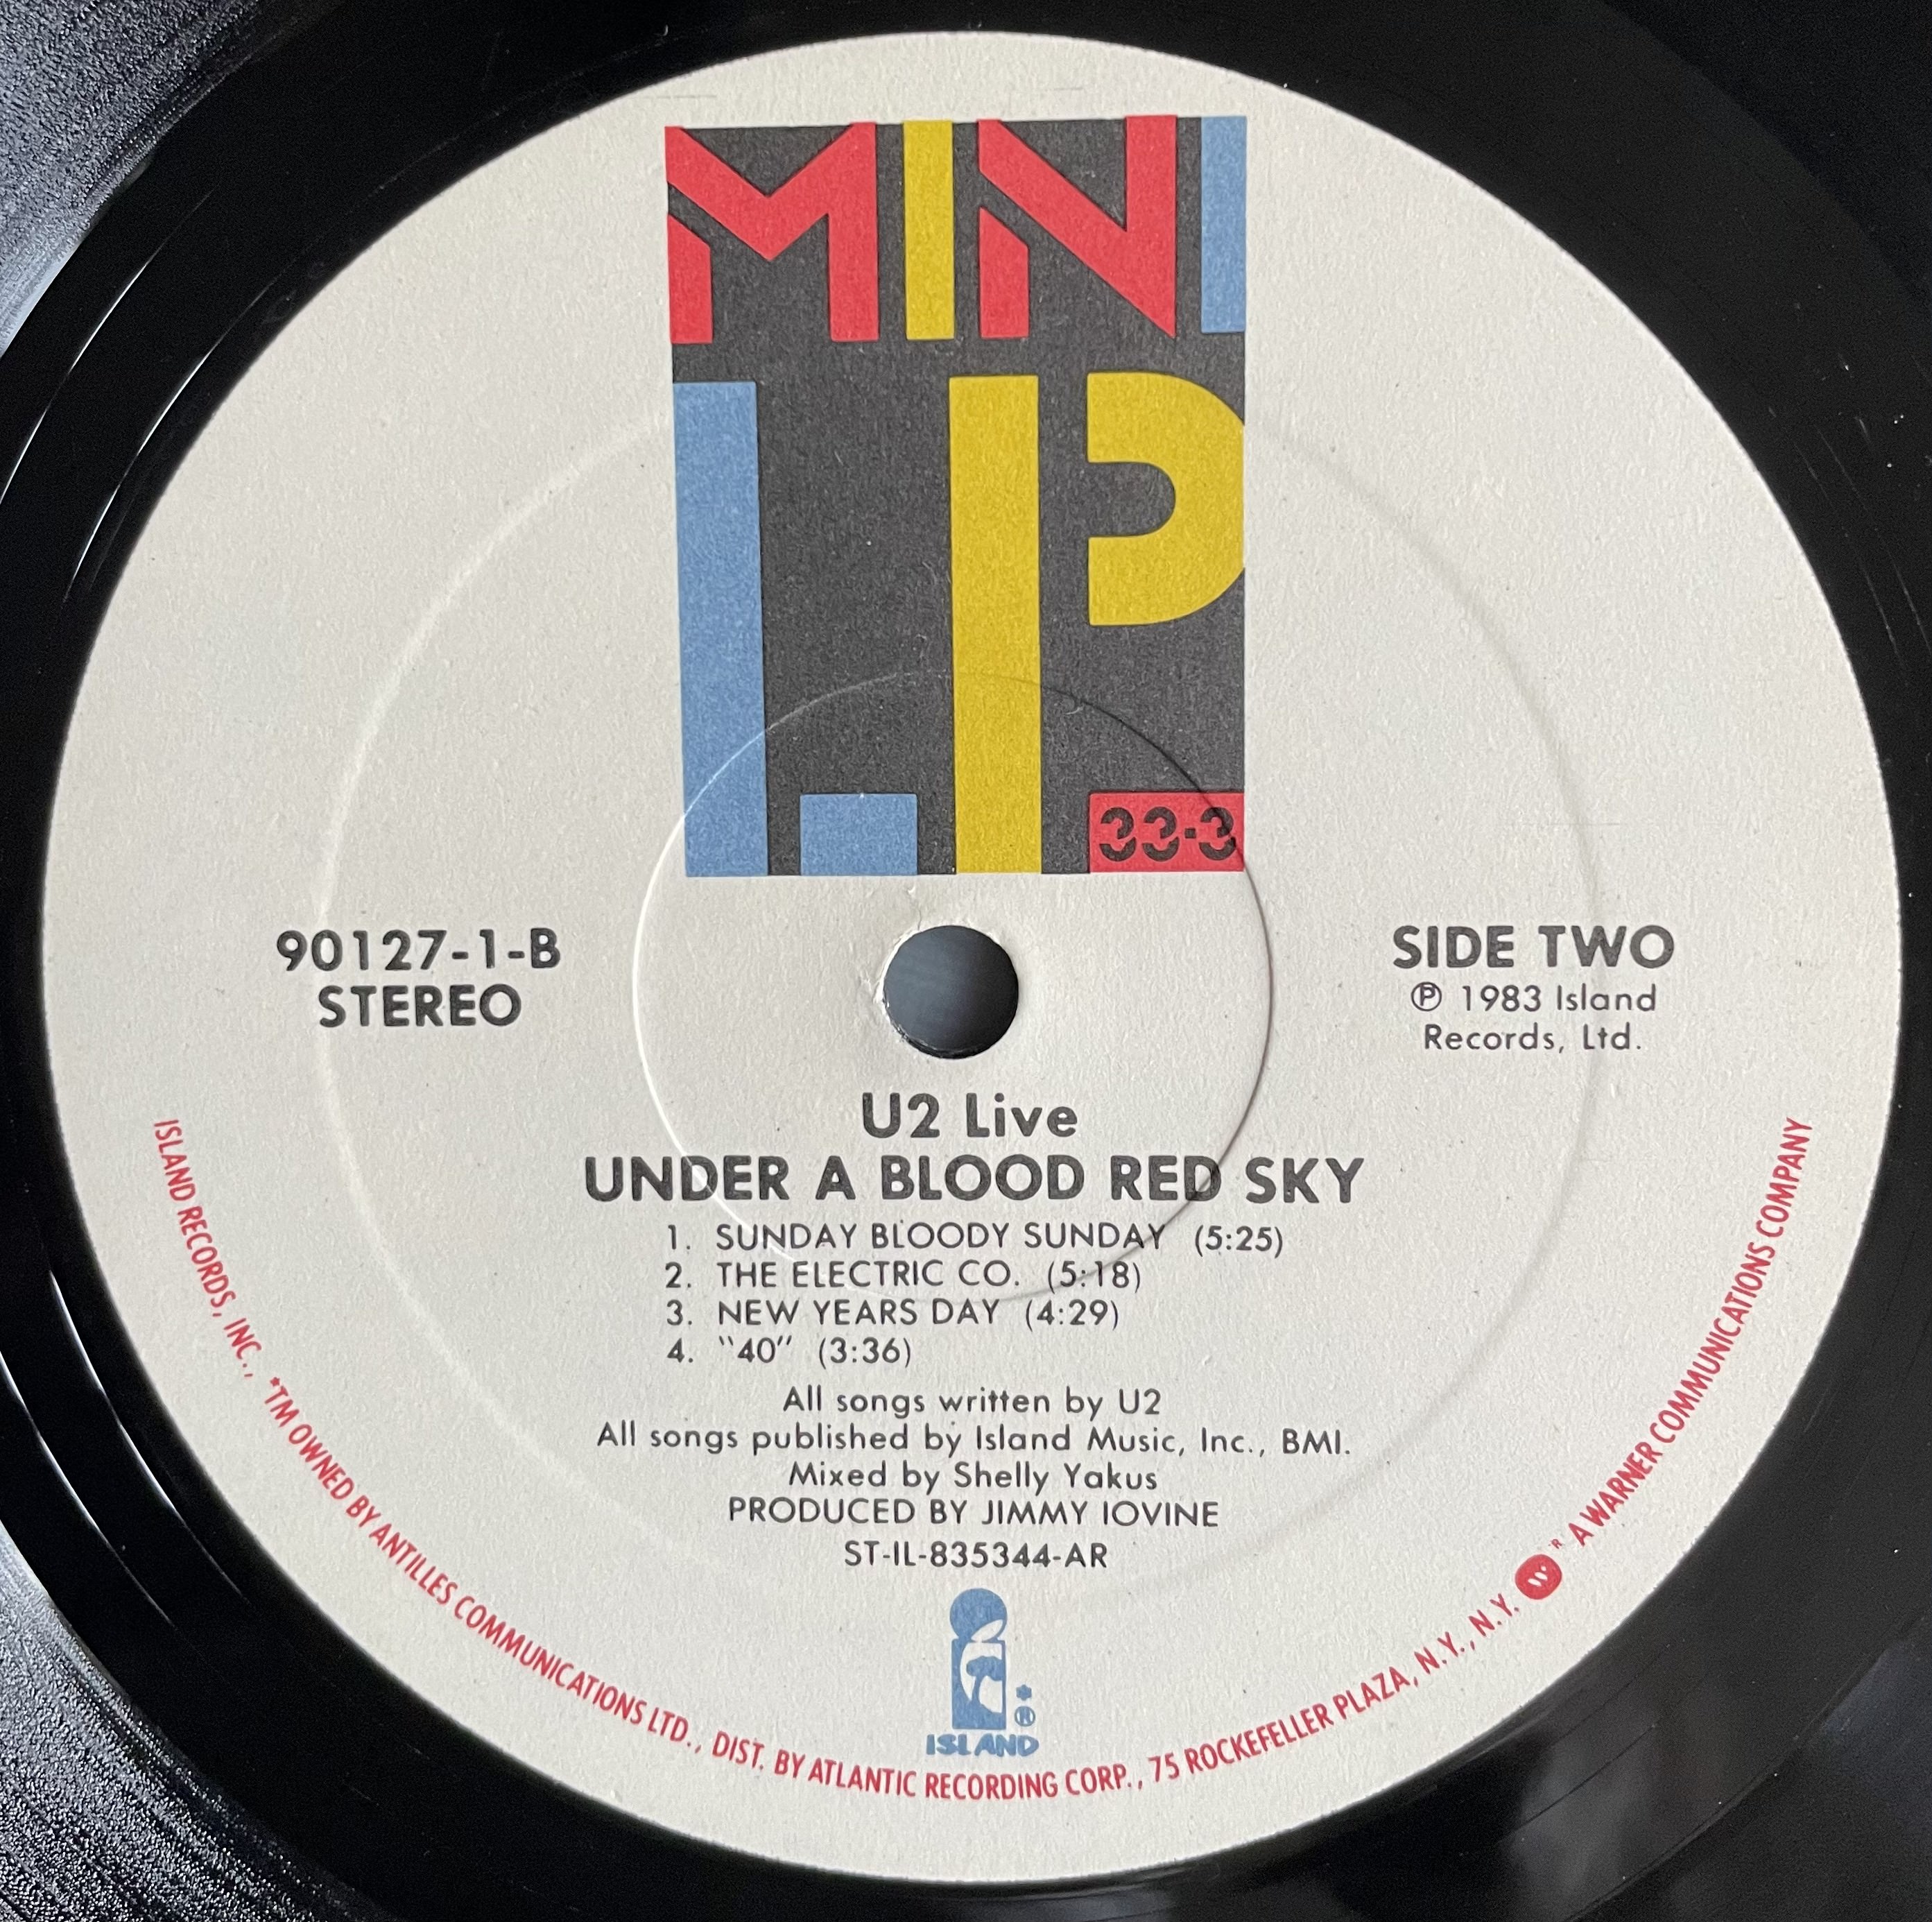 MINI
LP
33·3
90127-1-B
STEREO
SIDE TWO
℗ 1983 Island
Records, Ltd.
U2 Live
UNDER A BLOOD RED SKY
1. SUNDAY BLOODY SUNDAY (5:25)
2. THE ELECTRIC CO. (5:18)
3. NEW YEARS DAY (4:29)
4. "40" (3:36)
All songs written by U2
All songs published by Island Music, Inc., BMI.
Mixed by Shelly Yakus
PRODUCED BY JIMMY IOVINE
ST-IL-835344-AR
*
®
ISLAND
ISLAND RECORDS, INC., *TM OWNED BY ANTILLES COMMUNICATIONS LTD., DIST. BY ATLANTIC RECORDING CORP., 75 ROCKEFELLER PLAZA, N.Y., N.Y. W ® A WARNER COMMUNICATIONS COMPANY